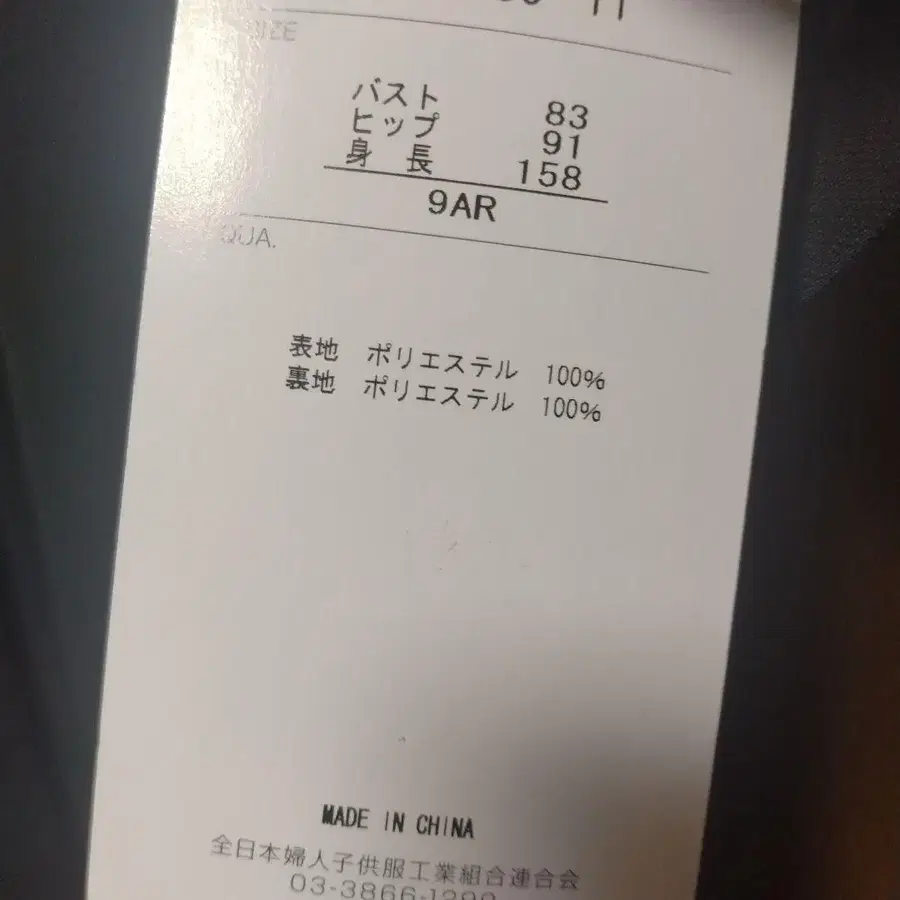 SIZE
バスト 83
ヒップ 91
身 長 158
9AR
QUA.
表地 ポリエステル 100%
裏地 ポリエステル 100%
MADE IN CHINA
全日本婦人子供服工業組合連合会